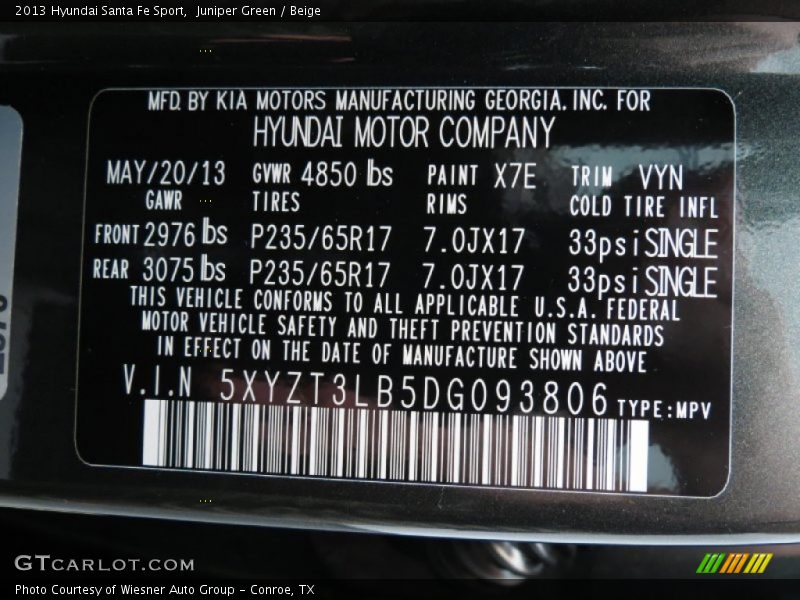 2013 Hyundai Santa Fe Sport,  Juniper Green / Beige
MFD. BY KIA MOTORS MANUFACTURING GEORGIA. INC. FOR
HYUNDAI MOTOR COMPANY
MAY/20/13 GVWR 4850 lbs PAINT X7E TRIM VYN
GAWR TIRES RIMS COLD TIRE INFL
FRONT 2976 lbs P235/65R17 7.0JX17 33psi SINGLE
REAR 3075 lbs P235/65R17 7.0JX17 33psi SINGLE
THIS VEHICLE CONFORMS TO ALL APPLICABLE U.S.A. FEDERAL
MOTOR VEHICLE SAFETY AND THEFT PREVENTION STANDARDS
IN EFFECT ON THE DATE OF MANUFACTURE SHOWN ABOVE
V.I.N 5XYZT3LB5DG093806 TYPE:MPV
GTCARLOT.COM
Photo Courtesy of Wiesner Auto Group - Conroe, TX